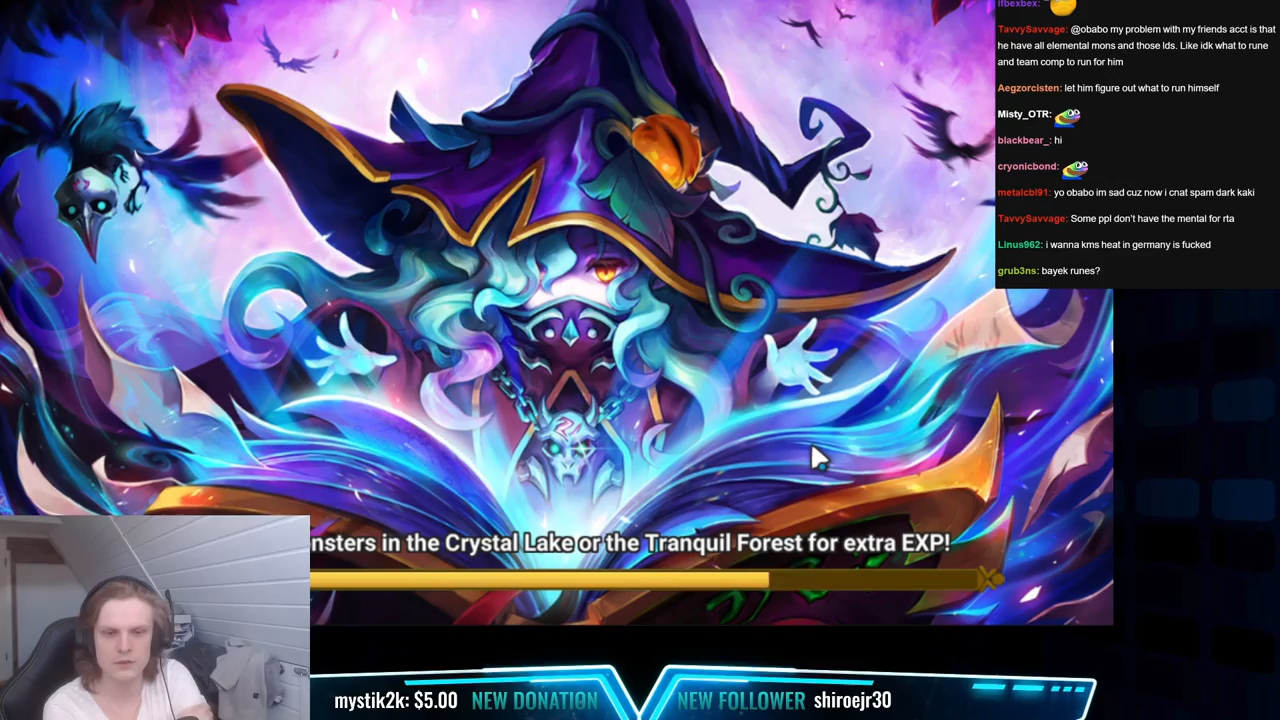 lfbexbex:
TavvySavvage: @obabo my problem with my friends acct is that
he have all elemental mons and those lds. Like idk what to rune
and team comp to run for him
Aegzorcisten: let him figure out what to run himself
Misty_OTR:
blackbear_: hi
cryonicbond:
metalcbl91: yo obabo im sad cuz now i cnat spam dark kaki
TavvySavvage: Some ppl don't have the mental for rta
Linus962: i wanna kms heat in germany is fucked
grub3ns: bayek runes?
nsters in the Crystal Lake or the Tranquil Forest for extra EXP!
mystik2k: $5.00 NEW DONATION NEW FOLLOWER shiroejr30